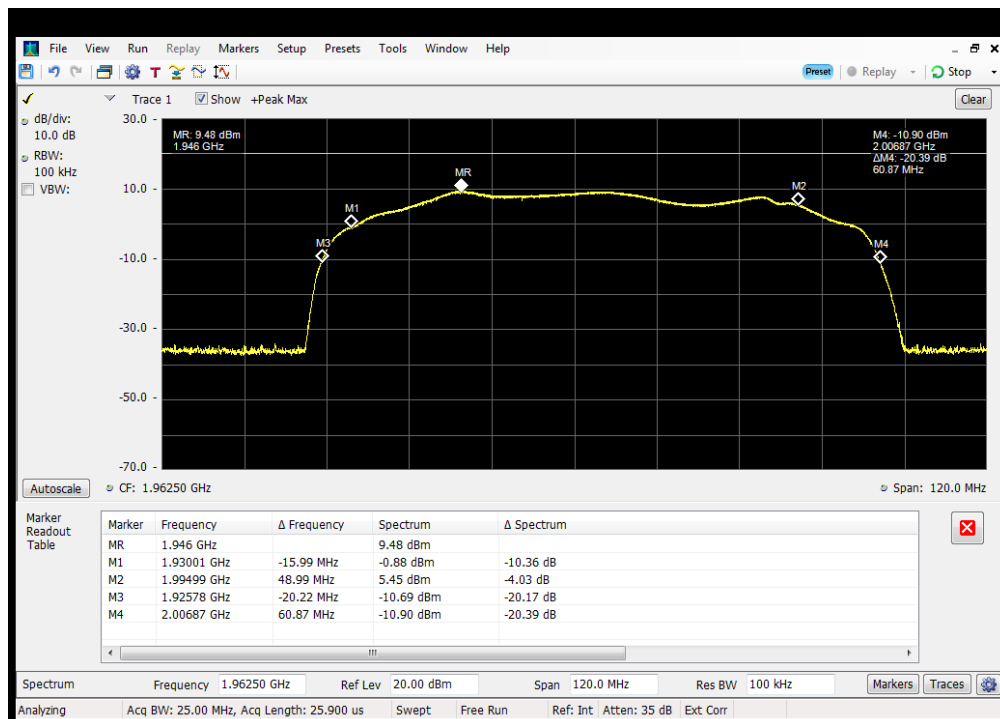 File View Run Replay Markers Setup Presets Tools Window Help
Preset Replay Stop
Trace 1 Show +Peak Max Clear
dB/div:
10.0 dB
RBW:
100 kHz
VBW:
30.0 -
10.0 -
-10.0 -
-30.0 -
-50.0 -
-70.0 -
MR: 9.48 dBm
1.946 GHz
M4: -10.90 dBm
2.00687 GHz
ΔM4: -20.39 dB
60.87 MHz
MR
M2
M1
M3
M4
Autoscale CF: 1.96250 GHz Span: 120.0 MHz
Marker
Readout
Table
Marker Frequency Δ Frequency Spectrum Δ Spectrum
MR 1.946 GHz 9.48 dBm
M1 1.93001 GHz -15.99 MHz -0.88 dBm -10.36 dB
M2 1.99499 GHz 48.99 MHz 5.45 dBm -4.03 dB
M3 1.92578 GHz -20.22 MHz -10.69 dBm -20.17 dB
M4 2.00687 GHz 60.87 MHz -10.90 dBm -20.39 dB
Spectrum Frequency 1.96250 GHz Ref Lev 20.00 dBm Span 120.0 MHz Res BW 100 kHz Markers Traces
Analyzing Acq BW: 25.00 MHz, Acq Length: 25.900 us Swept Free Run Ref: Int Atten: 35 dB Ext Corr